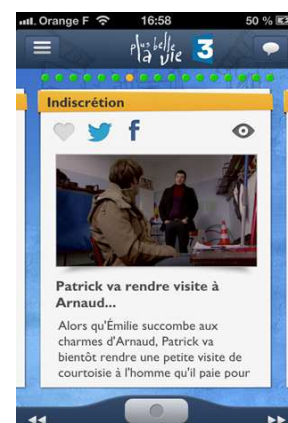 Orange F 16:58 50 %
plus belle la vie 3
Indiscrétion
Patrick va rendre visite à
Arnaud...
Alors qu'Émilie succombe aux
charmes d'Arnaud, Patrick va
bientôt rendre une petite visite de
courtoisie à l'homme qu'il paie pour